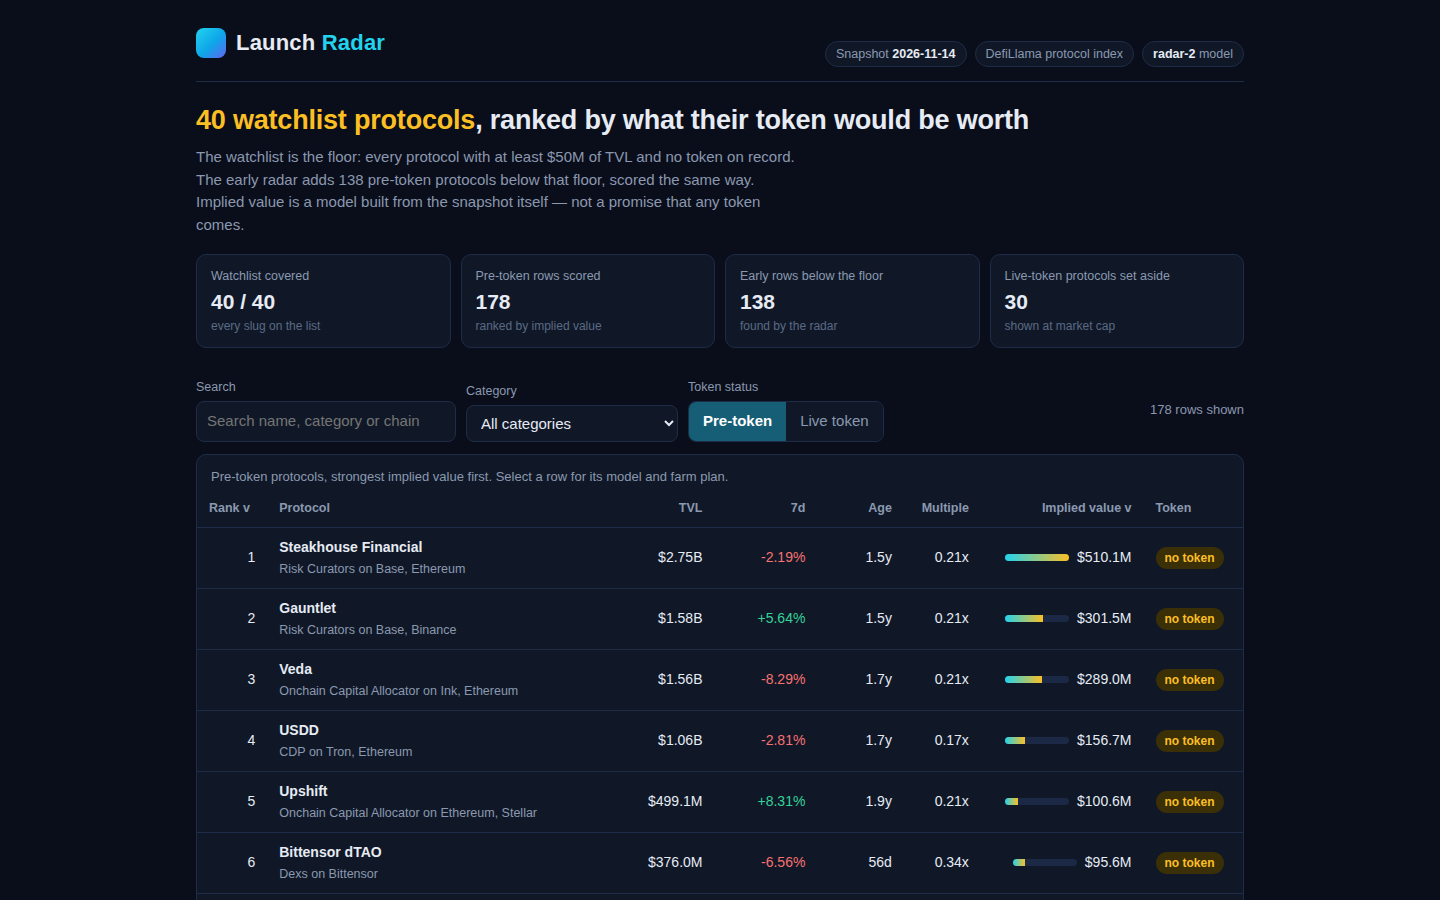 Launch Radar
Snapshot 2026-11-14
DefiLlama protocol index
radar-2 model
40 watchlist protocols, ranked by what their token would be worth
The watchlist is the floor: every protocol with at least $50M of TVL and no token on record.
The early radar adds 138 pre-token protocols below that floor, scored the same way.
Implied value is a model built from the snapshot itself — not a promise that any token
comes.
Watchlist covered
40 / 40
every slug on the list
Pre-token rows scored
178
ranked by implied value
Early rows below the floor
138
found by the radar
Live-token protocols set aside
30
shown at market cap
Search
Search name, category or chain
Category
All categories
Token status
Pre-token Live token
178 rows shown
Pre-token protocols, strongest implied value first. Select a row for its model and farm plan.
Rank v Protocol TVL 7d Age Multiple Implied value v Token
1 Steakhouse Financial $2.75B -2.19% 1.5y 0.21x $510.1M no token
Risk Curators on Base, Ethereum
2 Gauntlet $1.58B +5.64% 1.5y 0.21x $301.5M no token
Risk Curators on Base, Binance
3 Veda $1.56B -8.29% 1.7y 0.21x $289.0M no token
Onchain Capital Allocator on Ink, Ethereum
4 USDD $1.06B -2.81% 1.7y 0.17x $156.7M no token
CDP on Tron, Ethereum
5 Upshift $499.1M +8.31% 1.9y 0.21x $100.6M no token
Onchain Capital Allocator on Ethereum, Stellar
6 Bittensor dTAO $376.0M -6.56% 56d 0.34x $95.6M no token
Dexs on Bittensor